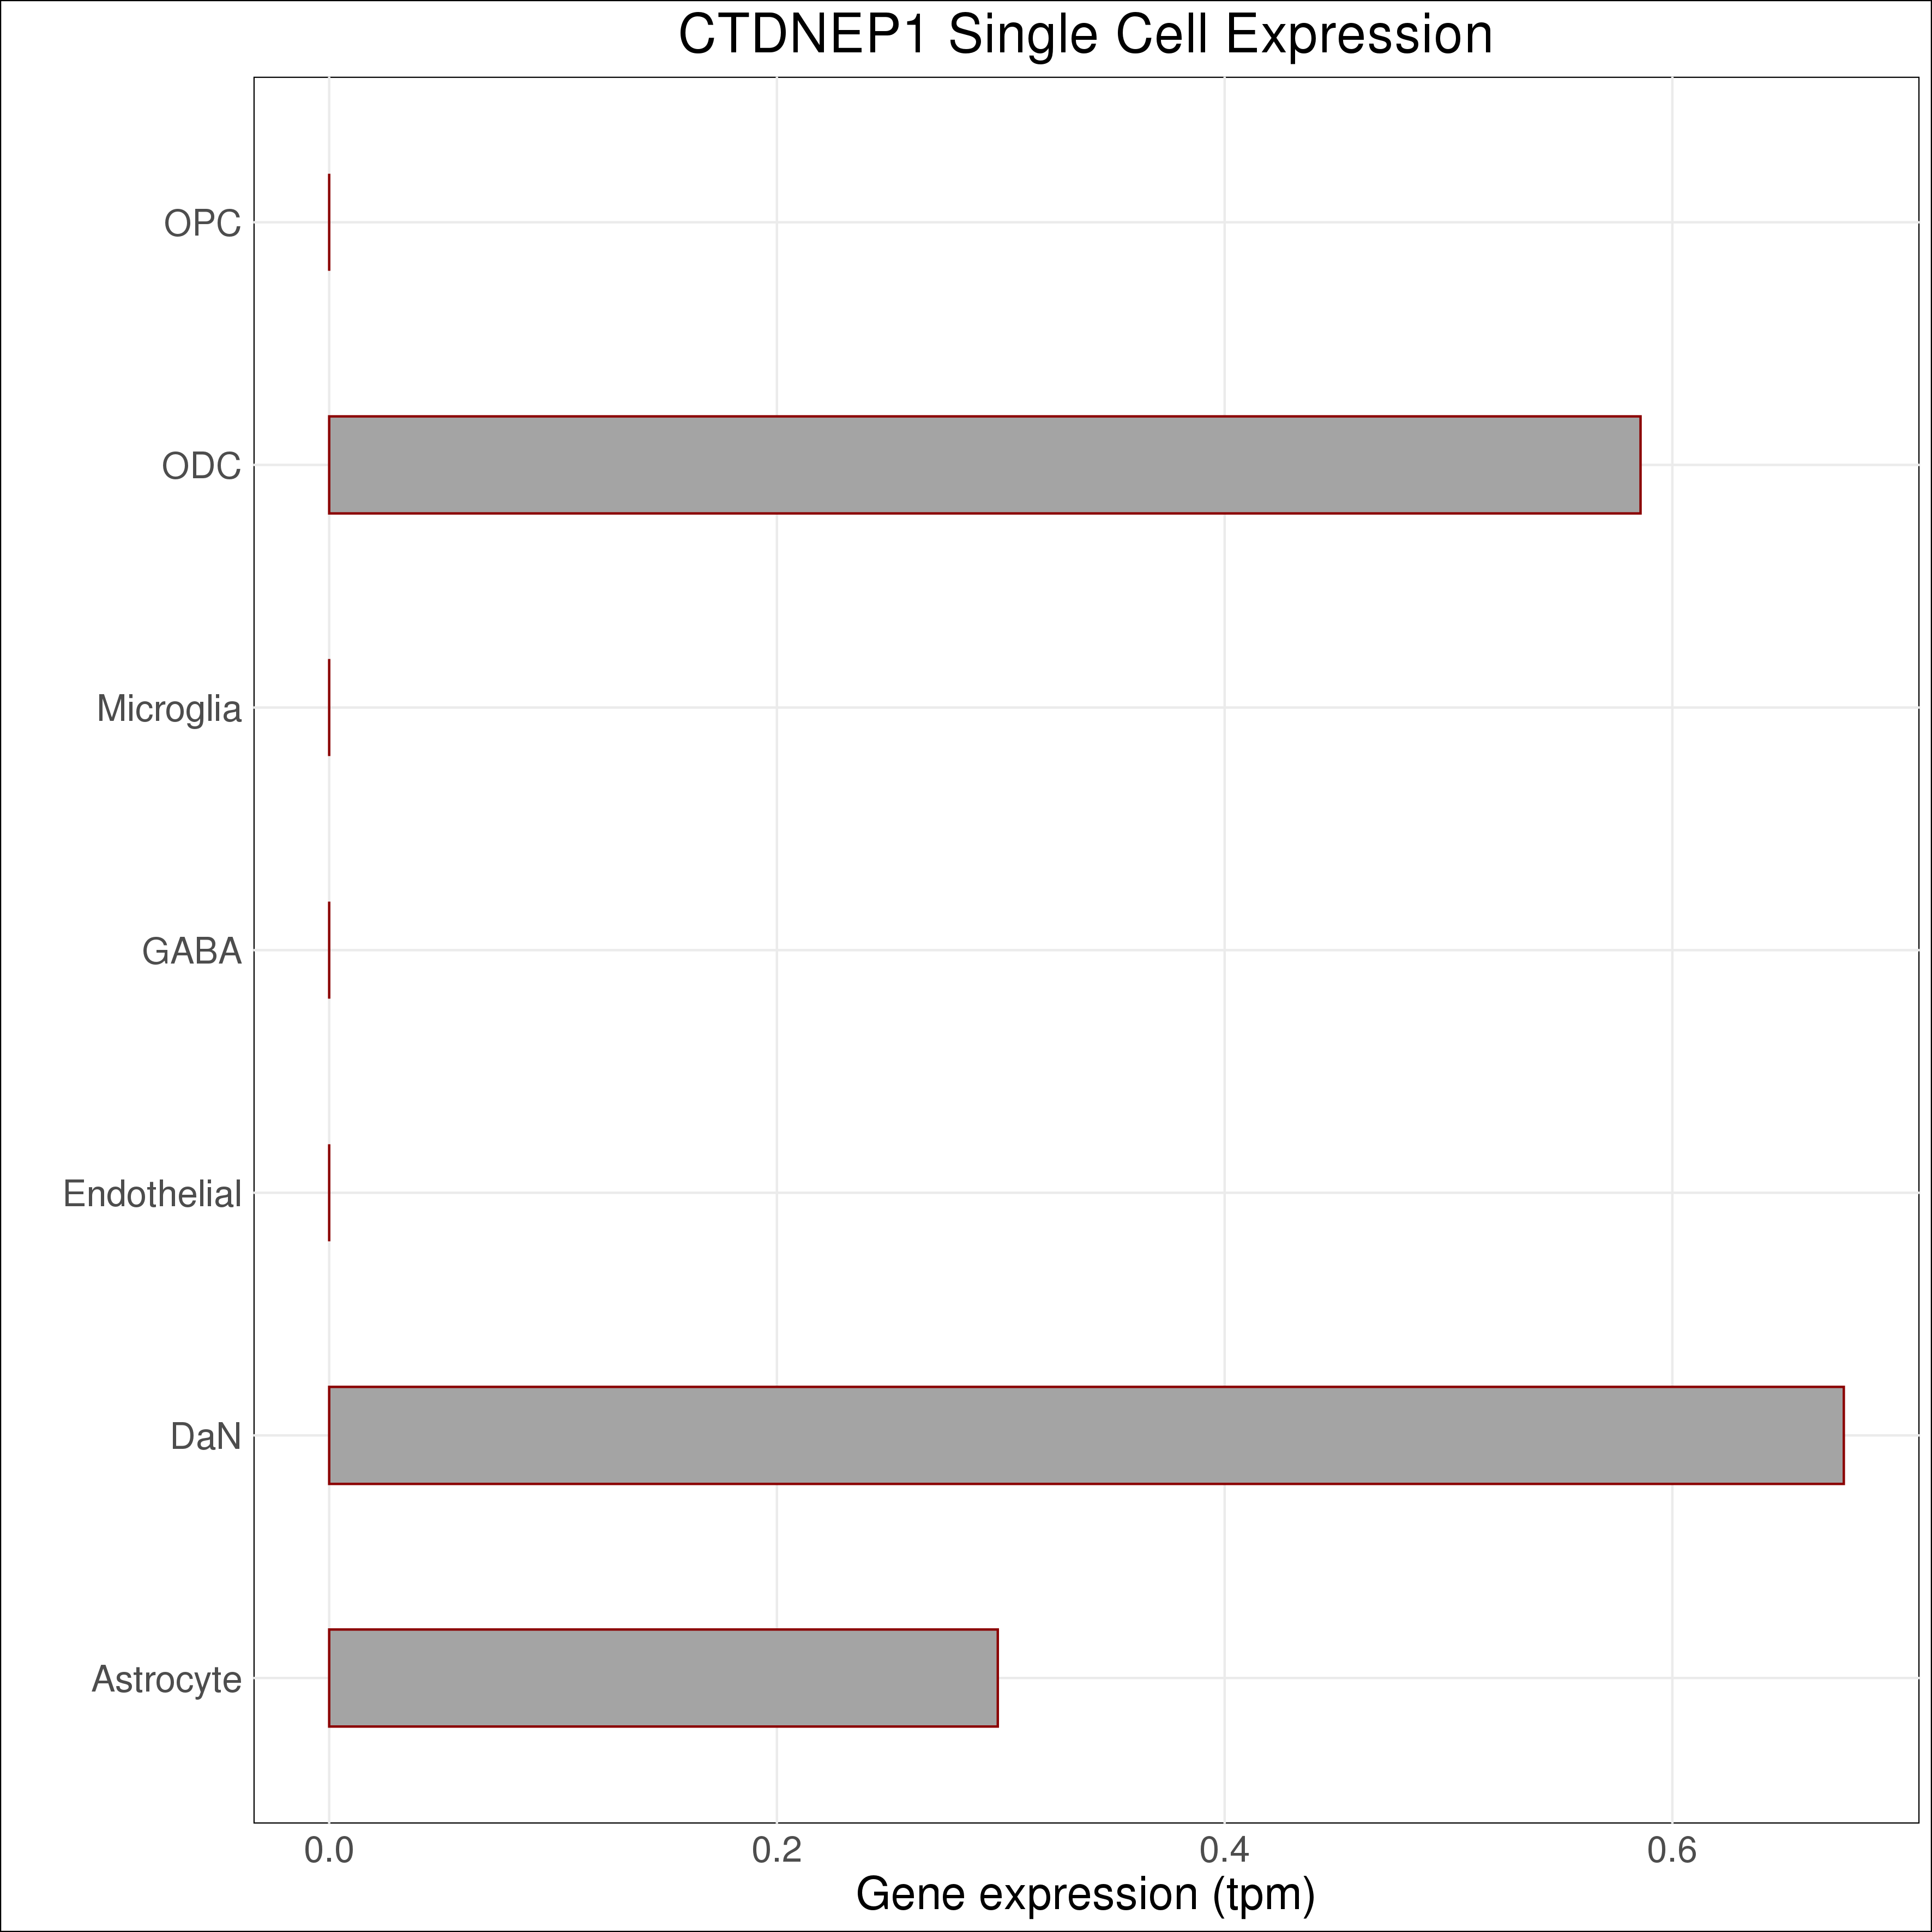 CTDNEP1 Single Cell Expression
OPC
ODC
Microglia
GABA
Endothelial
DaN
Astrocyte
0.0 0.2 0.4 0.6
Gene expression (tpm)